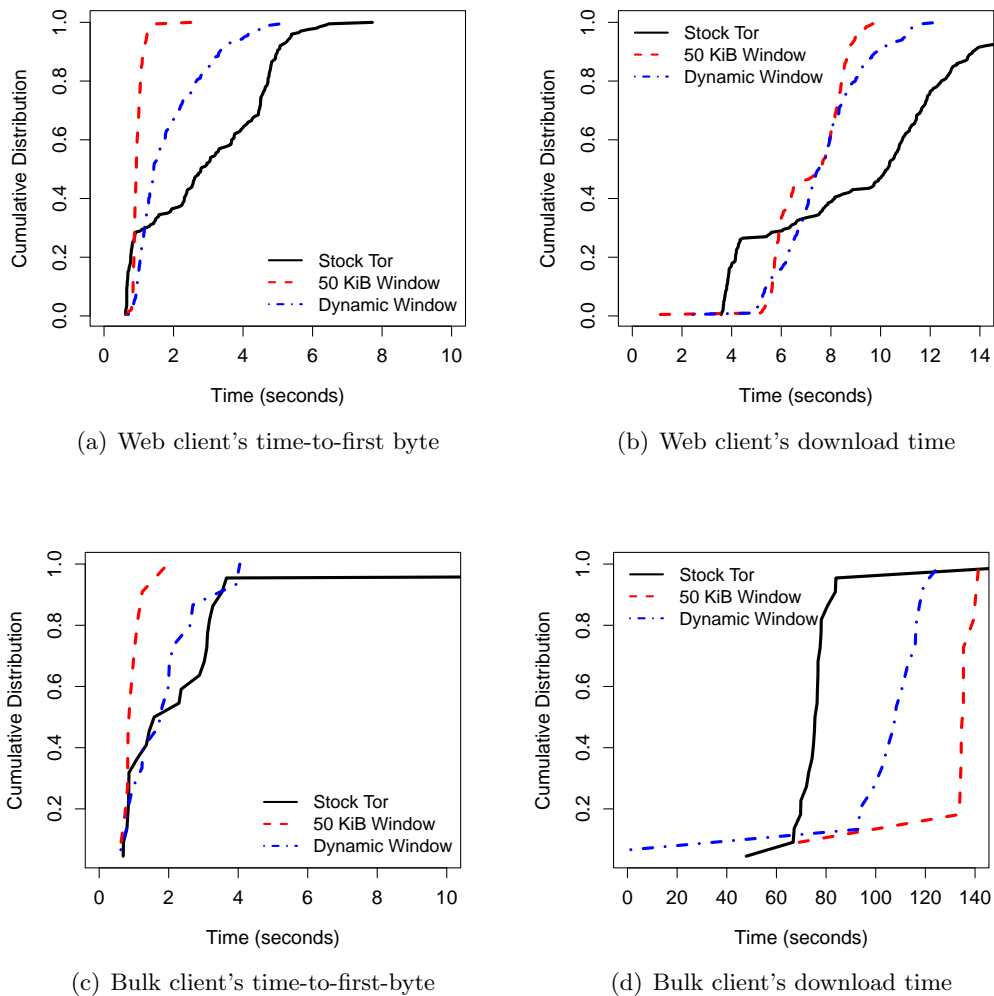 Cumulative Distribution
1.0
0.8
0.6
0.4
0.2
0.0
Stock Tor
50 KiB Window
Dynamic Window
0 2 4 6 8 10
Time (seconds)
(a) Web client's time-to-first byte
Cumulative Distribution
1.0
0.8
0.6
0.4
0.2
0.0
Stock Tor
50 KiB Window
Dynamic Window
0 2 4 6 8 10 12 14
Time (seconds)
(b) Web client's download time
Cumulative Distribution
1.0
0.8
0.6
0.4
0.2
Stock Tor
50 KiB Window
Dynamic Window
0 2 4 6 8 10
Time (seconds)
(c) Bulk client's time-to-first-byte
Cumulative Distribution
1.0
0.8
0.6
0.4
0.2
Stock Tor
50 KiB Window
Dynamic Window
0 20 40 60 80 100 120 140
Time (seconds)
(d) Bulk client's download time